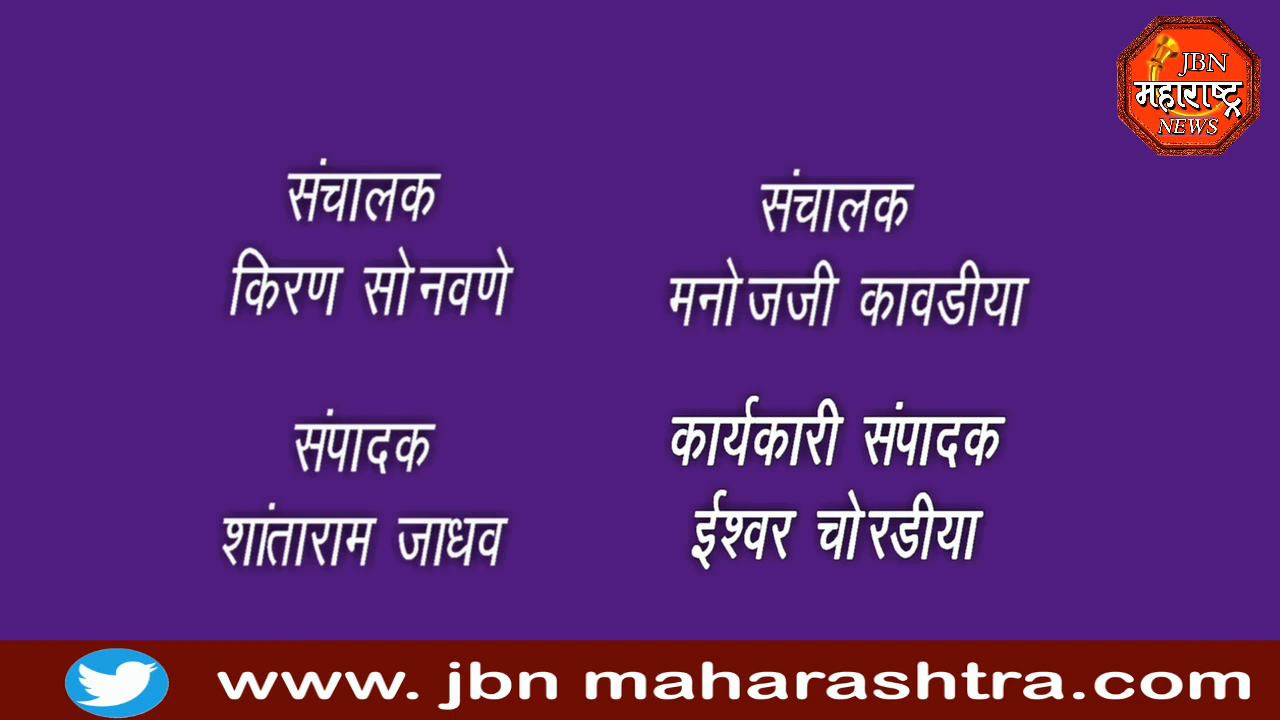 JBN
महाराष्ट्र
NEWS
संचालक
किरण सोनवणे
संचालक
मनोजजी कावडीया
संपादक
शांताराम जाधव
कार्यकारी संपादक
ईश्वर चोरडीया
www. jbn maharashtra.com